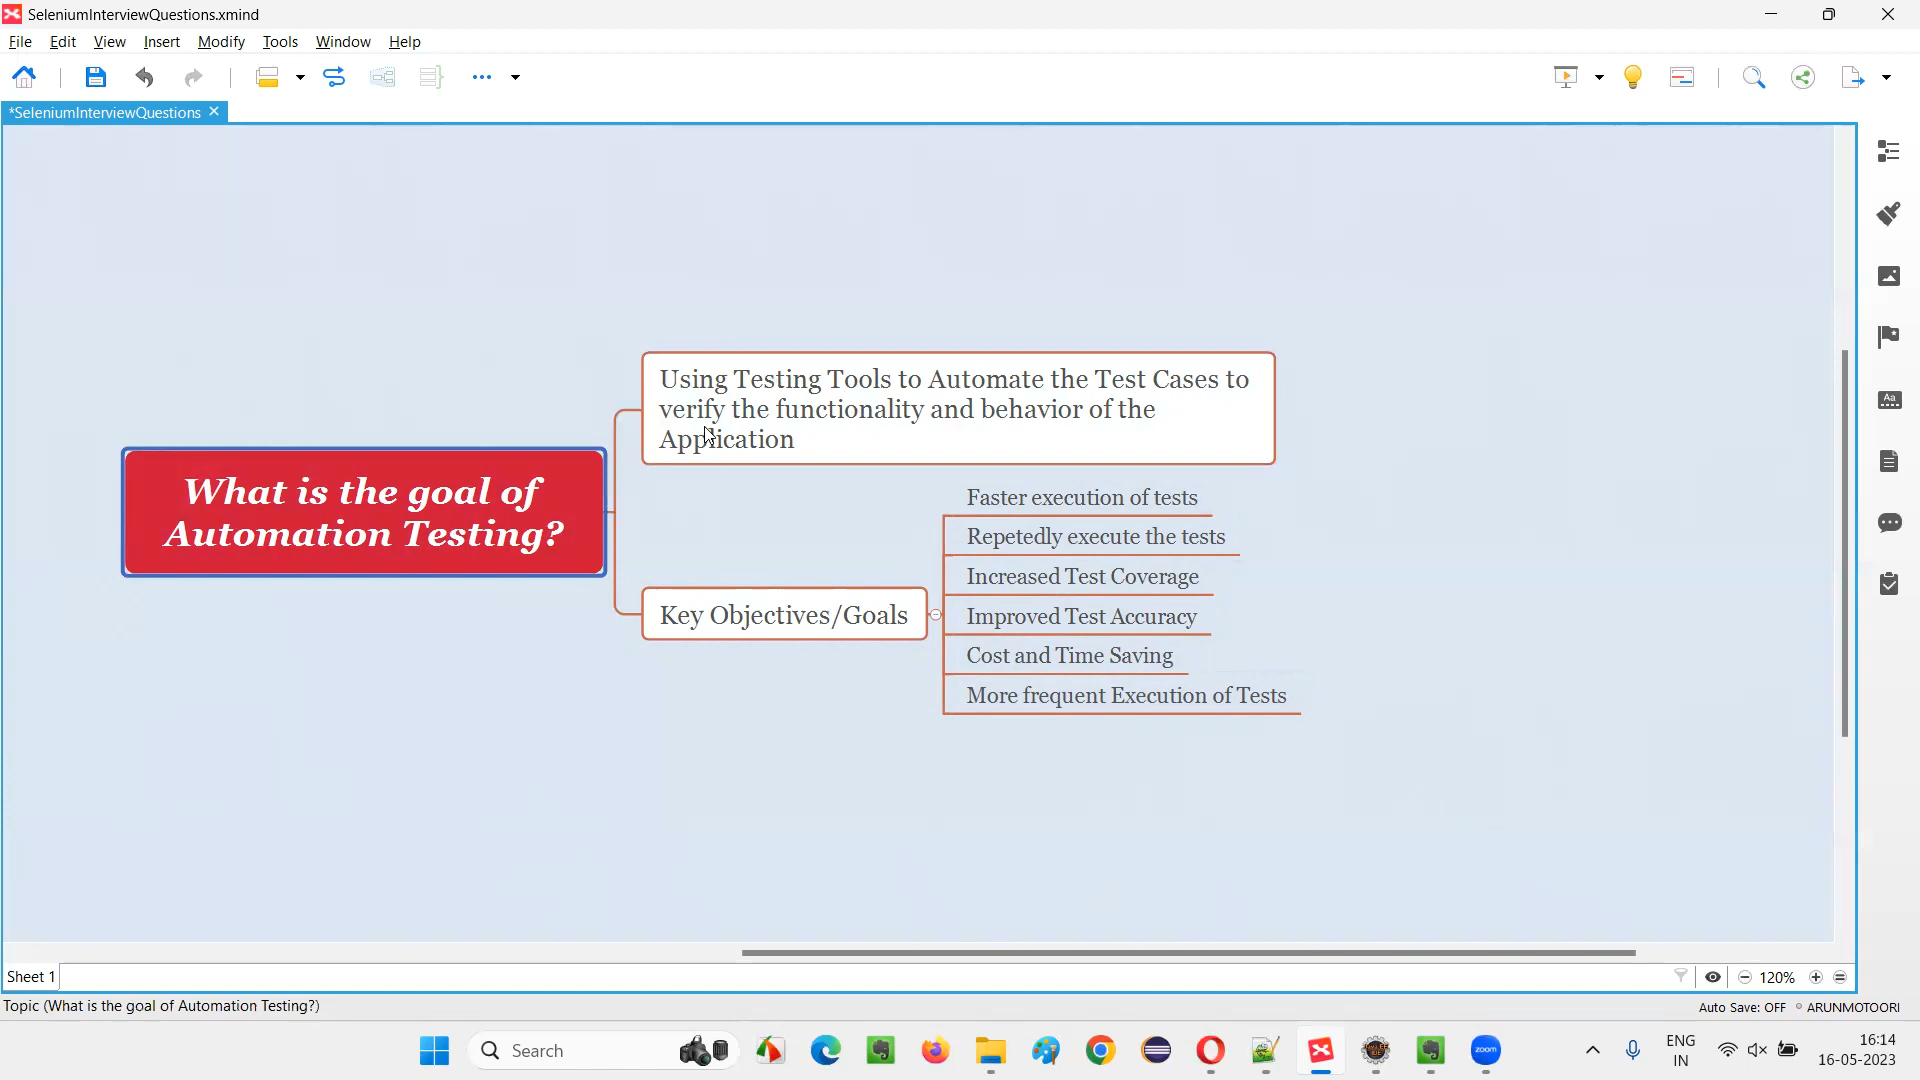 SeleniumInterviewQuestions.xmind
File Edit View Insert Modify Tools Window Help
*SeleniumInterviewQuestions
Using Testing Tools to Automate the Test Cases to
verify the functionality and behavior of the
Application
What is the goal of
Automation Testing?
Key Objectives/Goals
Faster execution of tests
Repetedly execute the tests
Increased Test Coverage
Improved Test Accuracy
Cost and Time Saving
More frequent Execution of Tests
Aa
Sheet 1
120%
Topic (What is the goal of Automation Testing?)
Auto Save: OFF
ARUNMOTOORI
Search
zoom
ENG
IN
16:14
16-05-2023